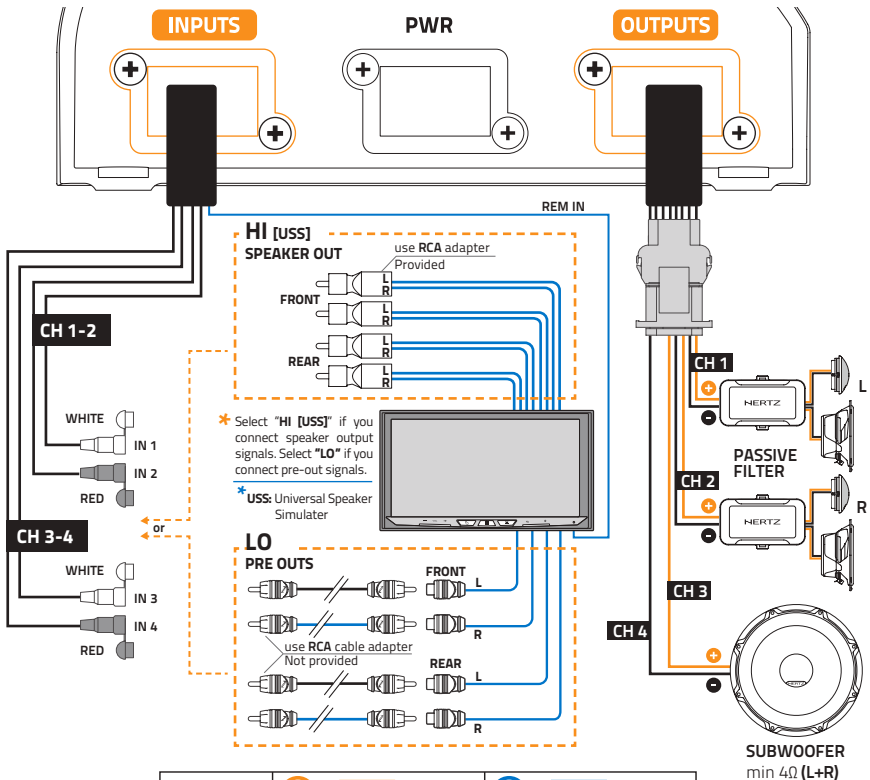 INPUTS
PWR
OUTPUTS
REM IN
HI [USS]
SPEAKER OUT
use RCA adapter
Provided
L
R
FRONT
L
R
L
R
REAR
L
R
CH 1-2
WHITE
IN 1
IN 2
RED
CH 3-4
WHITE
IN 3
IN 4
RED
or
* Select "HI [USS]" if you
connect speaker output
signals. Select "LO" if you
connect pre-out signals.
* USS: Universal Speaker
Simulater
LO
PRE OUTS
FRONT
L
R
use RCA cable adapter
Not provided
REAR
L
R
CH 1
+
-
HERTZ
L
PASSIVE
FILTER
CH 2
+
-
HERTZ
R
CH 3
CH 4
+
-
HERTZ
SUBWOOFER
min 4Ω (L+R)